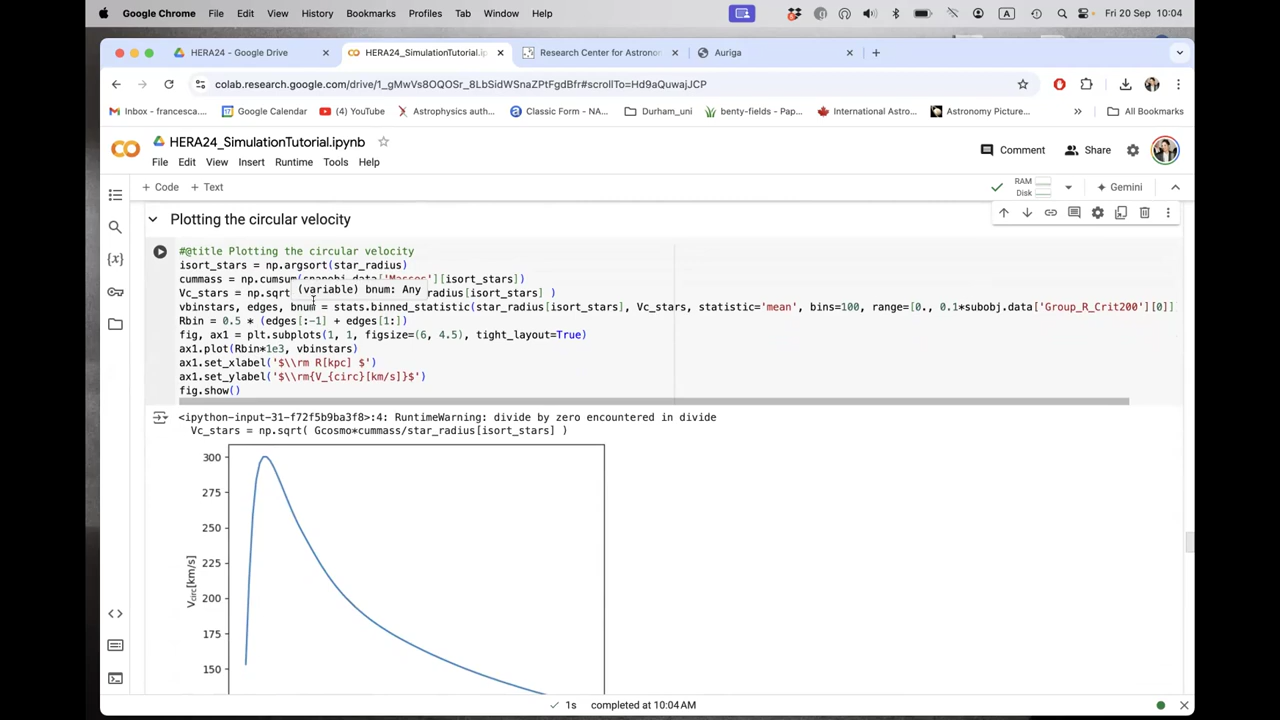 Google Chrome File Edit View History Bookmarks Profiles Tab Window Help A Fri 20 Sep 10:04
HERA24 - Google Drive HERA24_SimulationTutorial.ip Research Center for Astronon Auriga
colab.research.google.com/drive/1_gMwVs8OQOSr_8LbSidWSnaZPtFgdBfr#scrollTo=Hd9aQuwajJCP
Inbox - francesca.... Google Calendar (4) YouTube Astrophysics auth... Classic Form - NA... Durham_uni benty-fields - Pap... International Astro... Astronomy Picture... » All Bookmarks
HERA24_SimulationTutorial.ipynb
File Edit View Insert Runtime Tools Help
Comment Share
+ Code + Text
RAM
Disk
Gemini
Plotting the circular velocity
#@title Plotting the circular velocity
isort_stars = np.argsort(star_radius)
cummass = np.cumsum(snapobj.data['Masses'][isort_stars])
(variable) bnum: Any
Vc_stars = np.sqrt radius[isort_stars] )
vbinstars, edges, bnum = stats.binned_statistic(star_radius[isort_stars], Vc_stars, statistic='mean', bins=100, range=[0., 0.1*subobj.data['Group_R_Crit200'][0]]
Rbin = 0.5 * (edges[:-1] + edges[1:])
fig, ax1 = plt.subplots(1, 1, figsize=(6, 4.5), tight_layout=True)
ax1.plot(Rbin*1e3, vbinstars)
ax1.set_xlabel('$\\rm R[kpc] $')
ax1.set_ylabel('$\\rm{V_{circ}[km/s]}$')
fig.show()
<ipython-input-31-f72f5b9ba3f8>:4: RuntimeWarning: divide by zero encountered in divide
Vc_stars = np.sqrt( Gcosmo*cummass/star_radius[isort_stars] )
300
275
250
225
200
175
150
Vcirc[km/s]
1s completed at 10:04 AM